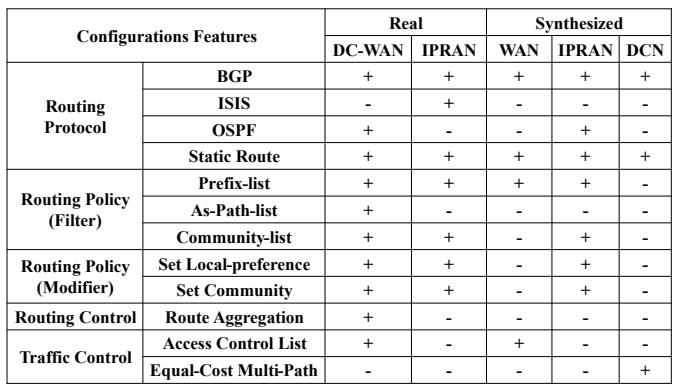 Configurations Features Real Synthesized
DC-WAN IPRAN WAN IPRAN DCN
Routing Protocol BGP + + + + +
ISIS - + - - -
OSPF + - - + -
Static Route + + + + +
Routing Policy (Filter) Prefix-list + + + + -
As-Path-list + - - - -
Community-list + + - + -
Routing Policy (Modifier) Set Local-preference + + - + -
Set Community + + - + -
Routing Control Route Aggregation + - - - -
Traffic Control Access Control List + - + - -
Equal-Cost Multi-Path - - - - +